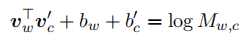 𝒗_w^⊤ 𝒗′_c + b_w + b′_c = log M_{w,c}